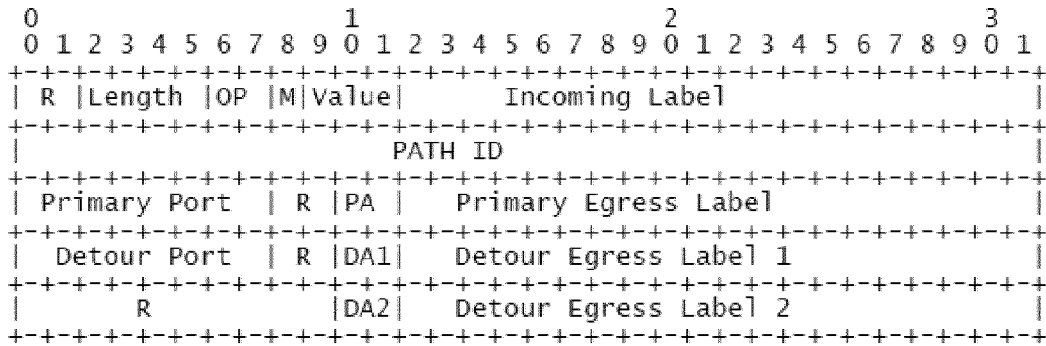 0                   1                   2                   3
 0 1 2 3 4 5 6 7 8 9 0 1 2 3 4 5 6 7 8 9 0 1 2 3 4 5 6 7 8 9 0 1
+-+-+-+-+-+-+-+-+-+-+-+-+-+-+-+-+-+-+-+-+-+-+-+-+-+-+-+-+-+-+-+-+
| R |Length |OP |M|Value|      Incoming Label                   |
+-+-+-+-+-+-+-+-+-+-+-+-+-+-+-+-+-+-+-+-+-+-+-+-+-+-+-+-+-+-+-+-+
|                       PATH ID                                 |
+-+-+-+-+-+-+-+-+-+-+-+-+-+-+-+-+-+-+-+-+-+-+-+-+-+-+-+-+-+-+-+-+
| Primary Port  | R |PA |   Primary Egress Label                |
+-+-+-+-+-+-+-+-+-+-+-+-+-+-+-+-+-+-+-+-+-+-+-+-+-+-+-+-+-+-+-+-+
|  Detour Port  | R |DA1|   Detour Egress Label 1               |
+-+-+-+-+-+-+-+-+-+-+-+-+-+-+-+-+-+-+-+-+-+-+-+-+-+-+-+-+-+-+-+-+
|       R           |DA2|   Detour Egress Label 2               |
+-+-+-+-+-+-+-+-+-+-+-+-+-+-+-+-+-+-+-+-+-+-+-+-+-+-+-+-+-+-+-+-+